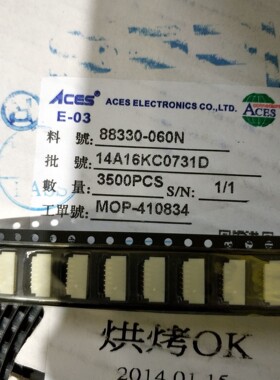 ACES ACES ELECTRONICS CO.,LTD.
E-03
ACES
料 號: 88330-060N
批 號: 14A16KC0731D
數 量: 3500PCS S/N: 1/1
工單號: MOP-410834
烘烤OK
2014.01.15